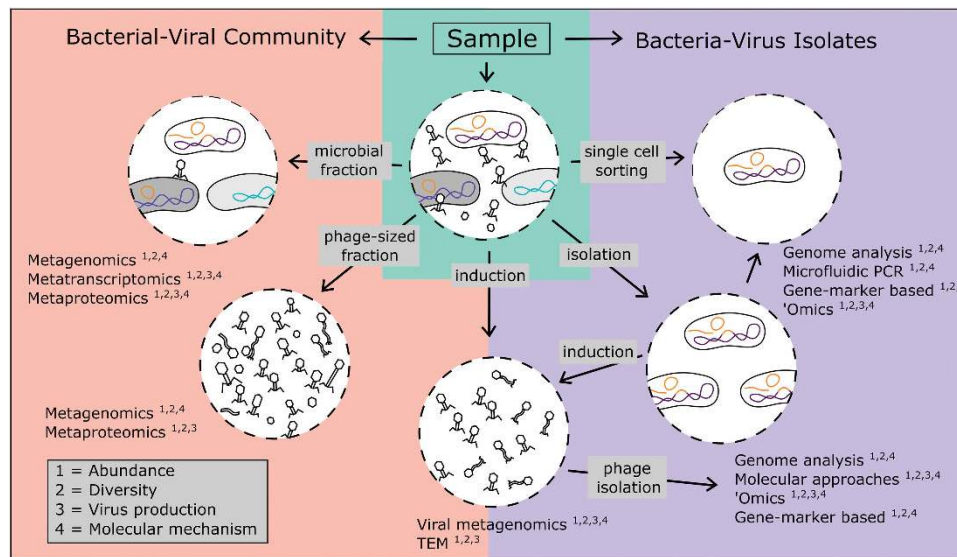 Bacterial-Viral Community
Sample
Bacteria-Virus Isolates
microbial
fraction
single cell
sorting
phage-sized
fraction
induction
isolation
Metagenomics 1,2,4
Metatranscriptomics 1,2,3,4
Metaproteomics 1,2,3,4
Genome analysis 1,2,4
Microfluidic PCR 1,2,4
Gene-marker based 1,2
'Omics 1,2,3,4
induction
Metagenomics 1,2,4
Metaproteomics 1,2,3
1 = Abundance
2 = Diversity
3 = Virus production
4 = Molecular mechanism
phage
isolation
Genome analysis 1,2,4
Molecular approaches 1,2,3,4
'Omics 1,2,3,4
Gene-marker based 1,2,4
Viral metagenomics 1,2,3,4
TEM 1,2,3